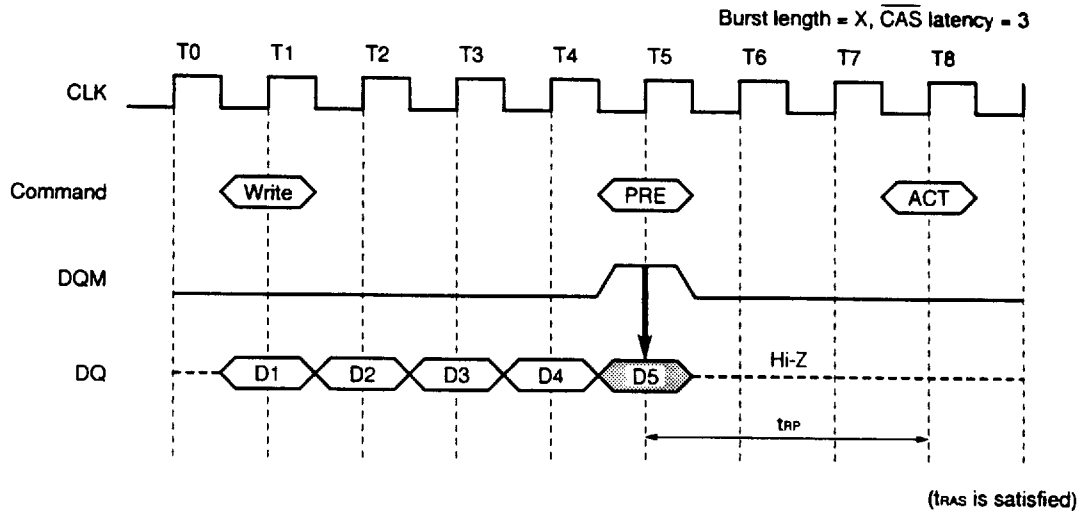 Burst length = X, CAS latency = 3
T0 T1 T2 T3 T4 T5 T6 T7 T8
CLK
Command Write PRE ACT
DQM
DQ D1 D2 D3 D4 D5 Hi-Z
tRP
(tRAS is satisfied)